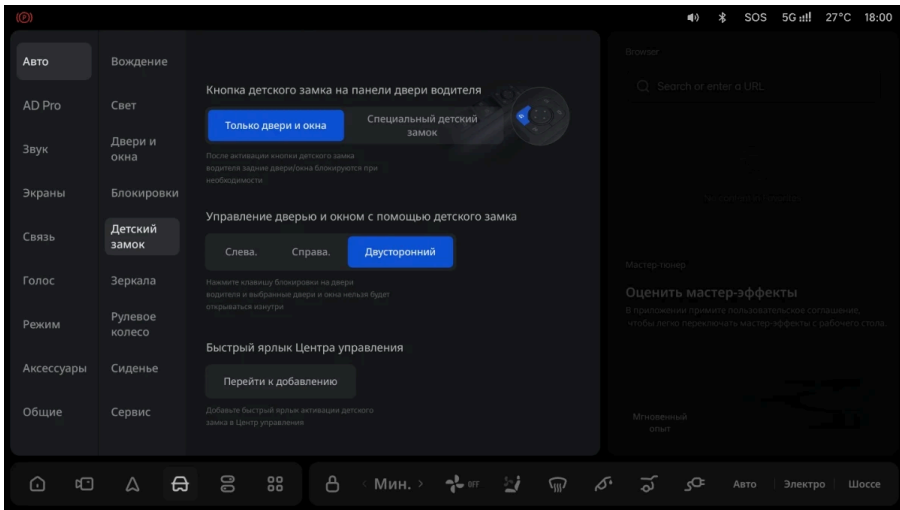 (P)
SOS
5G
27°C
18:00
Авто
AD Pro
Звук
Экраны
Связь
Голос
Режим
Аксессуары
Общие
Вождение
Свет
Двери и
окна
Блокировки
Детский
замок
Зеркала
Рулевое
колесо
Сиденье
Сервис
Кнопка детского замка на панели двери водителя
Только двери и окна
Специальный детский
замок
После активации кнопки детского замка
водителя задние двери/окна блокируются при
необходимости
Управление дверью и окном с помощью детского замка
Слева.
Справа.
Двусторонний
Нажмите клавишу блокировки на двери
водителя и выбранные двери и окна нельзя будет
открываться изнутри
Быстрый ярлык Центра управления
Перейти к добавлению
Добавьте быстрый ярлык активации детского
замка в Центр управления
Browser
Search or enter a URL
Мастер-тюнер
Оценить мастер-эффекты
В приложении примите пользовательское соглашение,
чтобы легко переключать мастер-эффекты с рабочего стола.
Мгновенный
опыт
Мин.
OFF
Авто
Электро
Шоссе